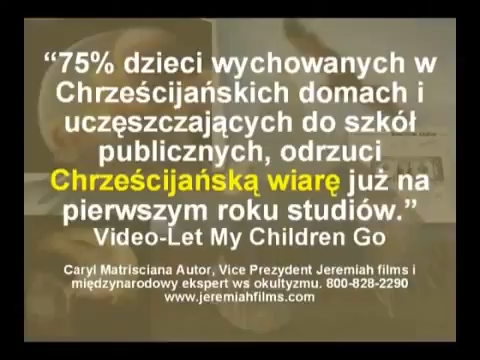 “75% dzieci wychowanych w
Chrześcijańskich domach i
uczęszczających do szkół
publicznych, odrzuci
Chrześcijańską wiarę już na
pierwszym roku studiów.”
Video-Let My Children Go
Caryl Matrisciana Autor, Vice Prezydent Jeremiah films i
międzynarodowy ekspert ws okultyzmu. 800-828-2290
www.jeremiahfilms.com